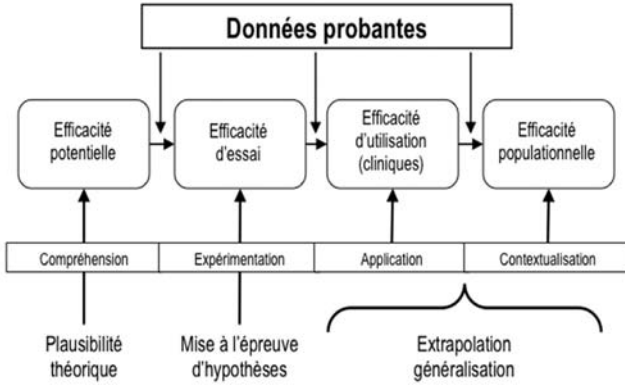 Données probantes
Efficacité
potentielle
Efficacité
d'essai
Efficacité
d'utilisation
(cliniques)
Efficacité
populationnelle
Compréhension
Expérimentation
Application
Contextualisation
Plausibilité
théorique
Mise à l'épreuve
d'hypothèses
Extrapolation
généralisation